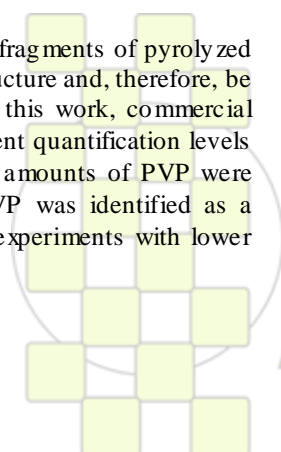 fragments of pyrolyzed
ucture and, therefore, be
this work, commercial
ent quantification levels
amounts of PVP were
VP was identified as a
experiments with lower